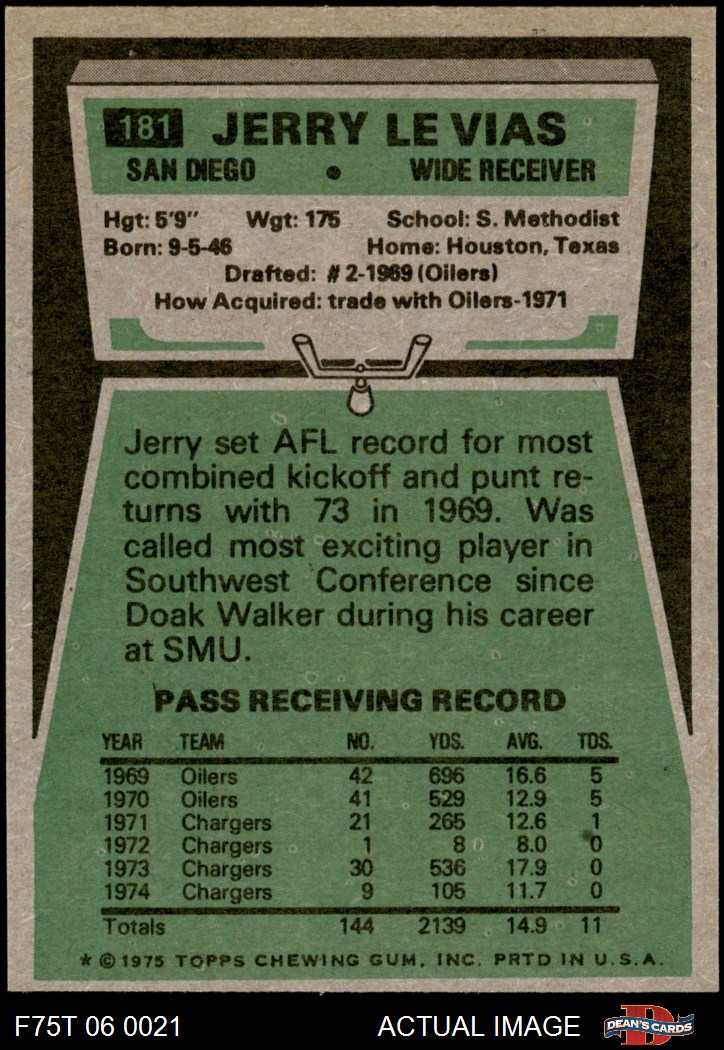 181 JERRY LE VIAS
SAN DIEGO • WIDE RECEIVER
Hgt: 5'9" Wgt: 175 School: S. Methodist
Born: 9-5-46 Home: Houston, Texas
Drafted: #2-1969 (Oilers)
How Acquired: trade with Oilers-1971
Jerry set AFL record for most
combined kickoff and punt re-
turns with 73 in 1969. Was
called most exciting player in
Southwest Conference since
Doak Walker during his career
at SMU.
PASS RECEIVING RECORD
YEAR TEAM NO. YDS. AVG. TDS.
1969 Oilers 42 696 16.6 5
1970 Oilers 41 529 12.9 5
1971 Chargers 21 265 12.6 1
1972 Chargers 1 8 8.0 0
1973 Chargers 30 536 17.9 0
1974 Chargers 9 105 11.7 0
Totals 144 2139 14.9 11
* © 1975 TOPPS CHEWING GUM, INC. PRTD IN U.S.A.
F75T 06 0021 ACTUAL IMAGE D DEAN'S CARDS